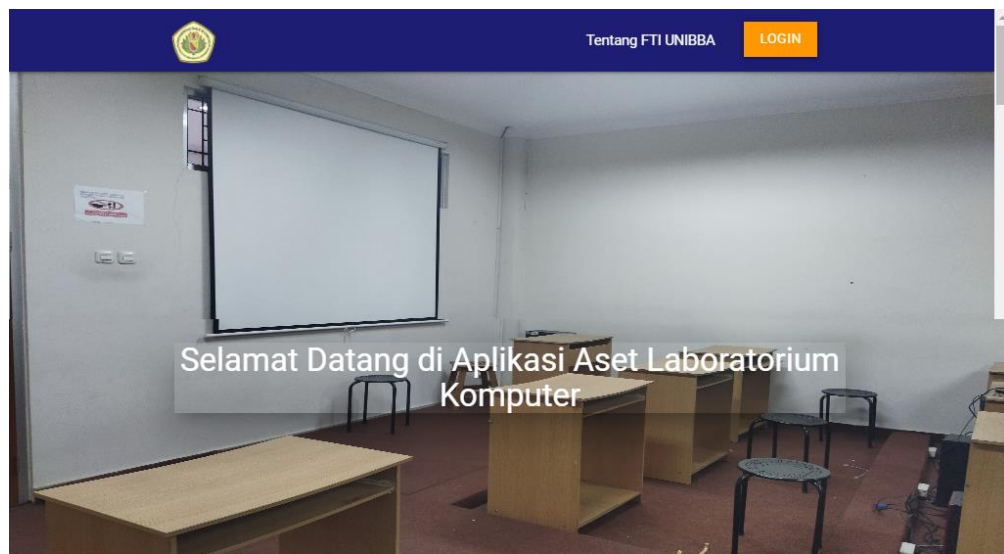 Tentang FTI UNIBBA
LOGIN
Selamat Datang di Aplikasi Aset Laboratorium
Komputer